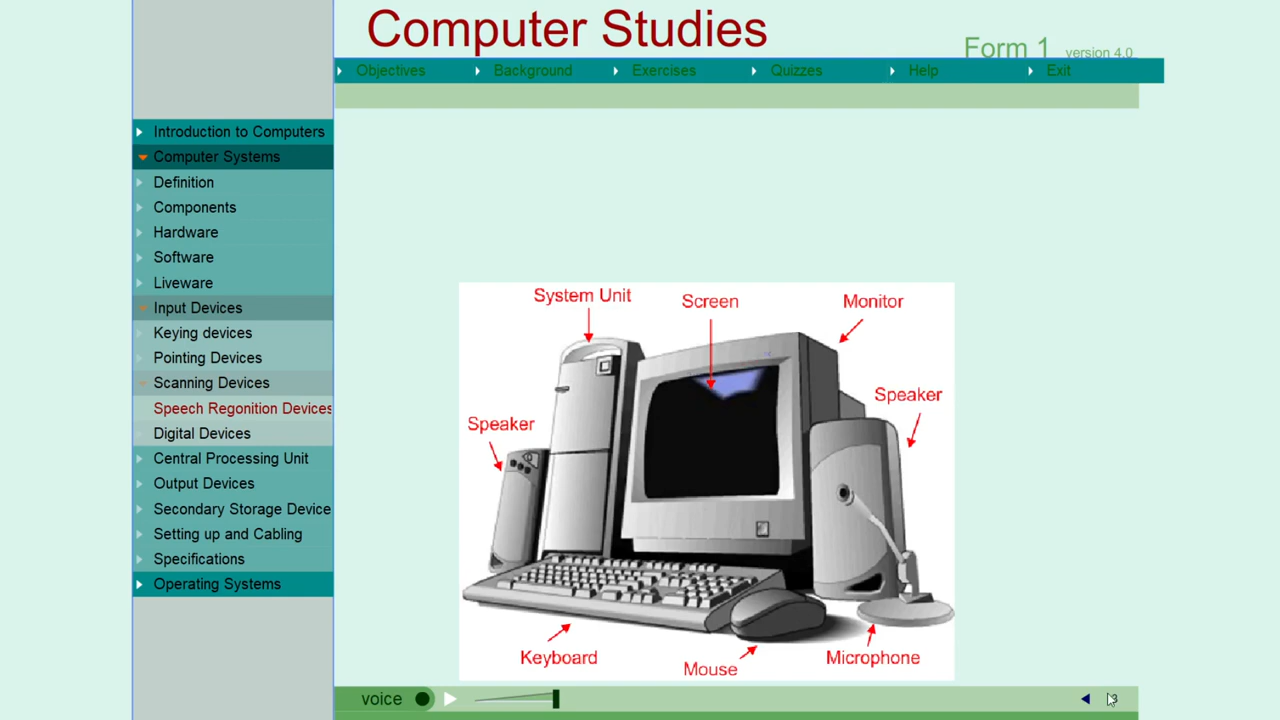 Computer Studies
Form 1 version 4.0
Objectives Background Exercises Quizzes Help Exit
Introduction to Computers
Computer Systems
Definition
Components
Hardware
Software
Liveware
Input Devices
Keying devices
Pointing Devices
Scanning Devices
Speech Regonition Devices
Digital Devices
Central Processing Unit
Output Devices
Secondary Storage Device
Setting up and Cabling
Specifications
Operating Systems
System Unit
Screen
Monitor
Speaker
Speaker
Keyboard
Mouse
Microphone
voice